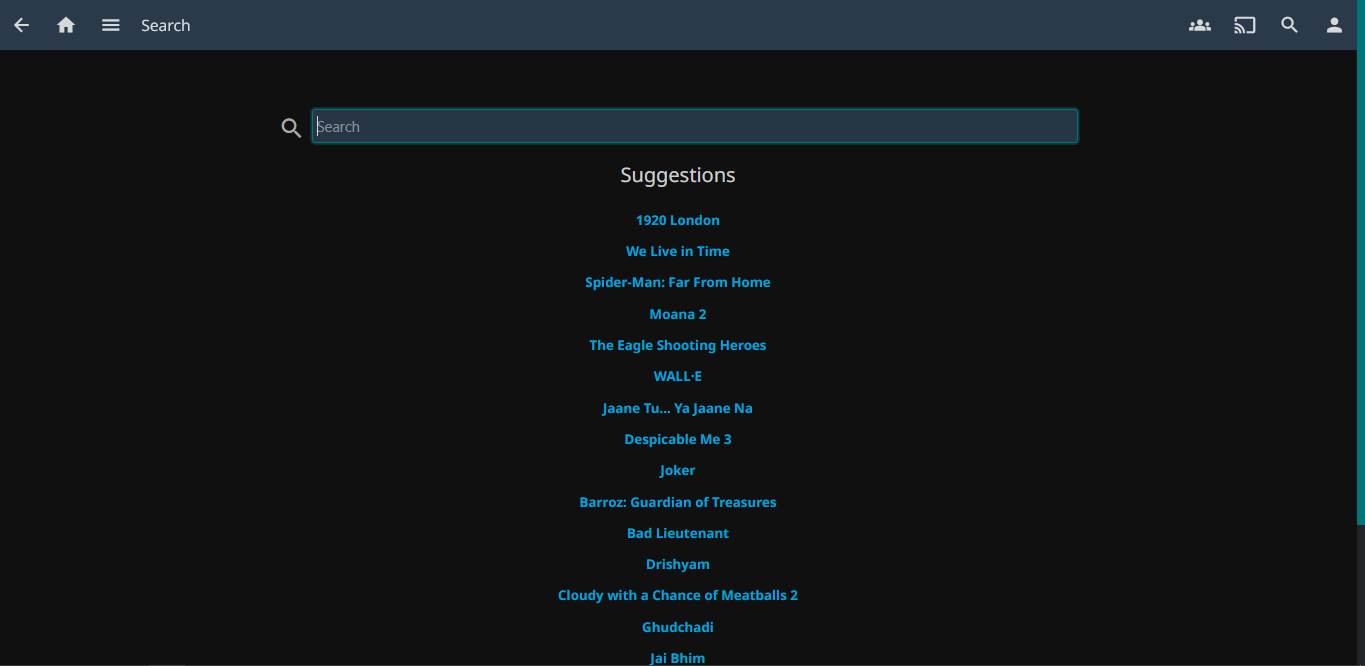 Search
Search
Suggestions
1920 London
We Live in Time
Spider-Man: Far From Home
Moana 2
The Eagle Shooting Heroes
WALL·E
Jaane Tu... Ya Jaane Na
Despicable Me 3
Joker
Barroz: Guardian of Treasures
Bad Lieutenant
Drishyam
Cloudy with a Chance of Meatballs 2
Ghudchadi
Jai Bhim